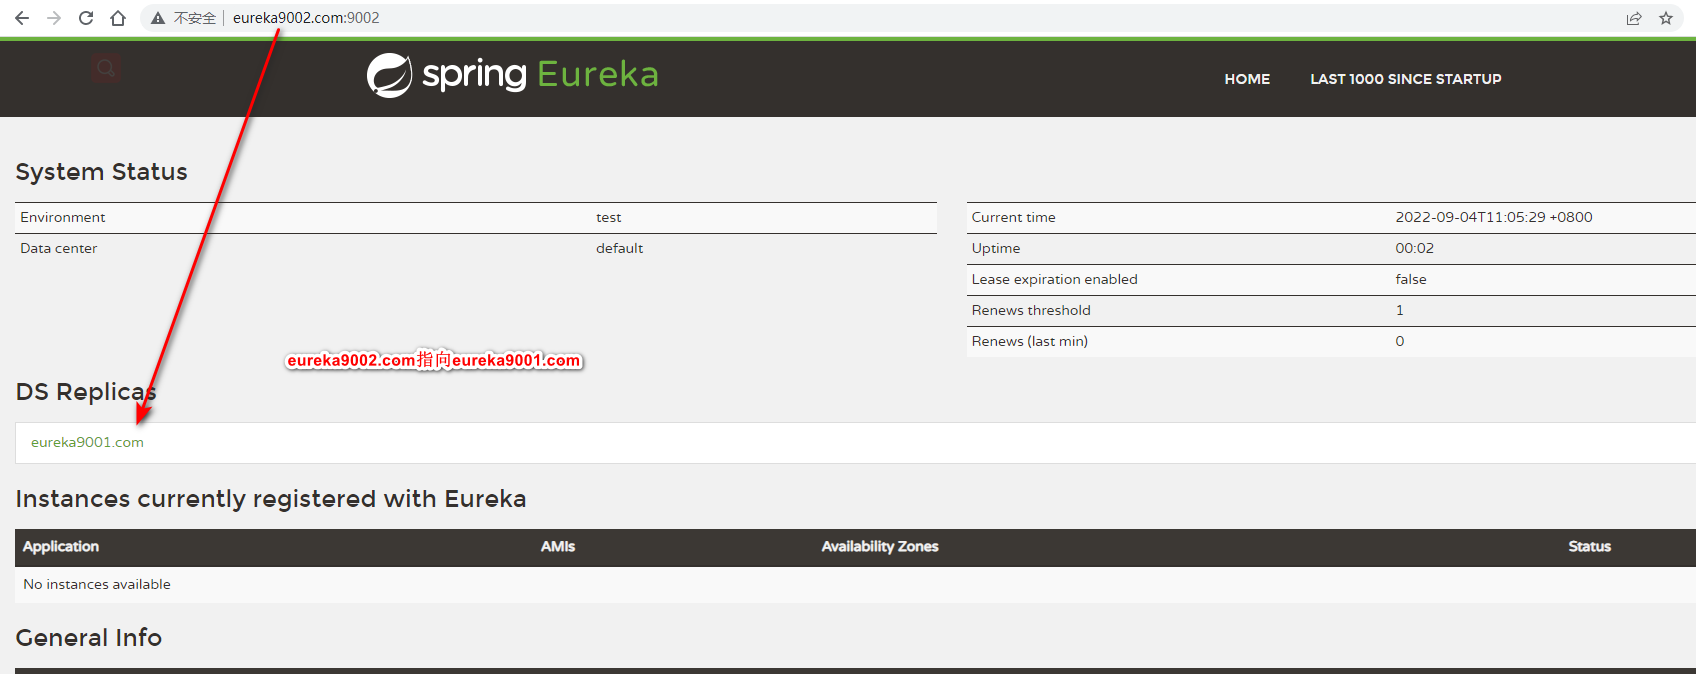 不安全 eureka9002.com:9002
spring Eureka HOME LAST 1000 SINCE STARTUP
System Status
Environment test
Data center default
Current time 2022-09-04T11:05:29 +0800
Uptime 00:02
Lease expiration enabled false
Renews threshold 1
Renews (last min) 0
eureka9002.com指向eureka9001.com
DS Replicas
eureka9001.com
Instances currently registered with Eureka
Application AMIs Availability Zones Status
No instances available
General Info